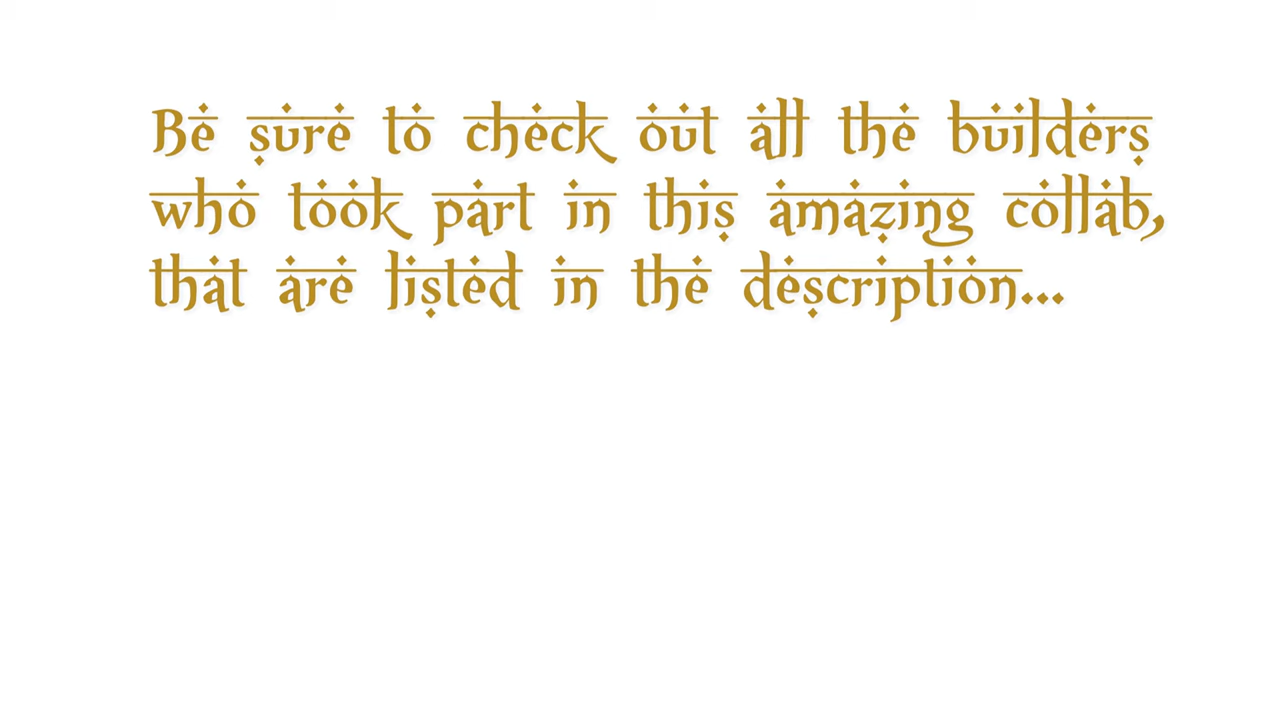 Be sure to check out all the builders
who took part in this amazing collab,
that are listed in the description...